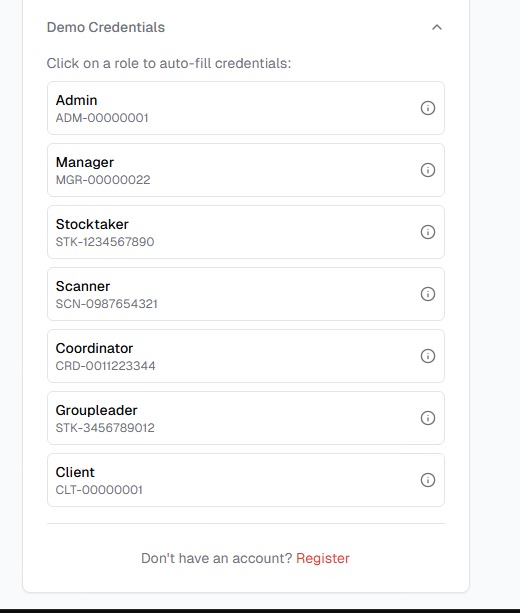 Demo Credentials
Click on a role to auto-fill credentials:
Admin
ADM-00000001
Manager
MGR-00000022
Stocktaker
STK-1234567890
Scanner
SCN-0987654321
Coordinator
CRD-0011223344
Groupleader
STK-3456789012
Client
CLT-00000001
Don't have an account? Register